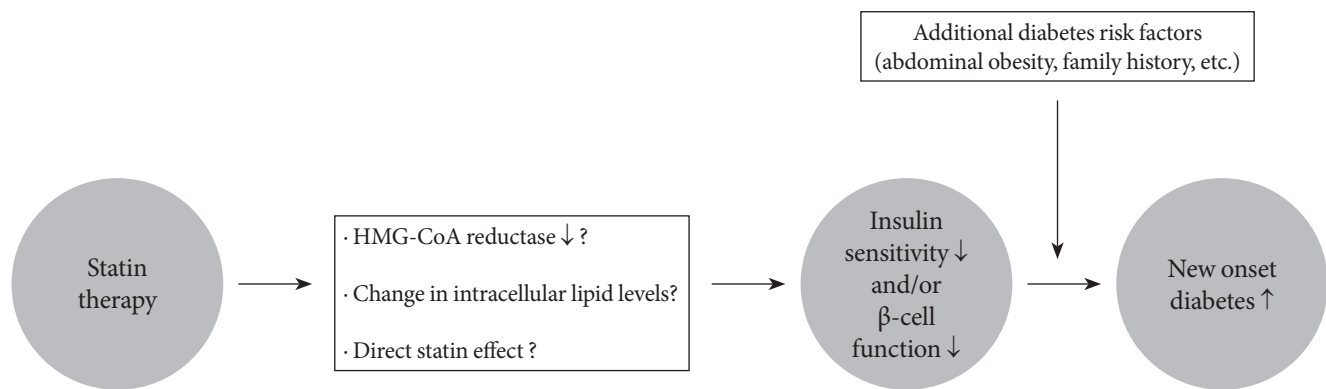 Additional diabetes risk factors
(abdominal obesity, family history, etc.)
Statin
therapy
· HMG-CoA reductase ↓ ?
· Change in intracellular lipid levels?
· Direct statin effect ?
Insulin
sensitivity ↓
and/or
β-cell
function ↓
New onset
diabetes ↑